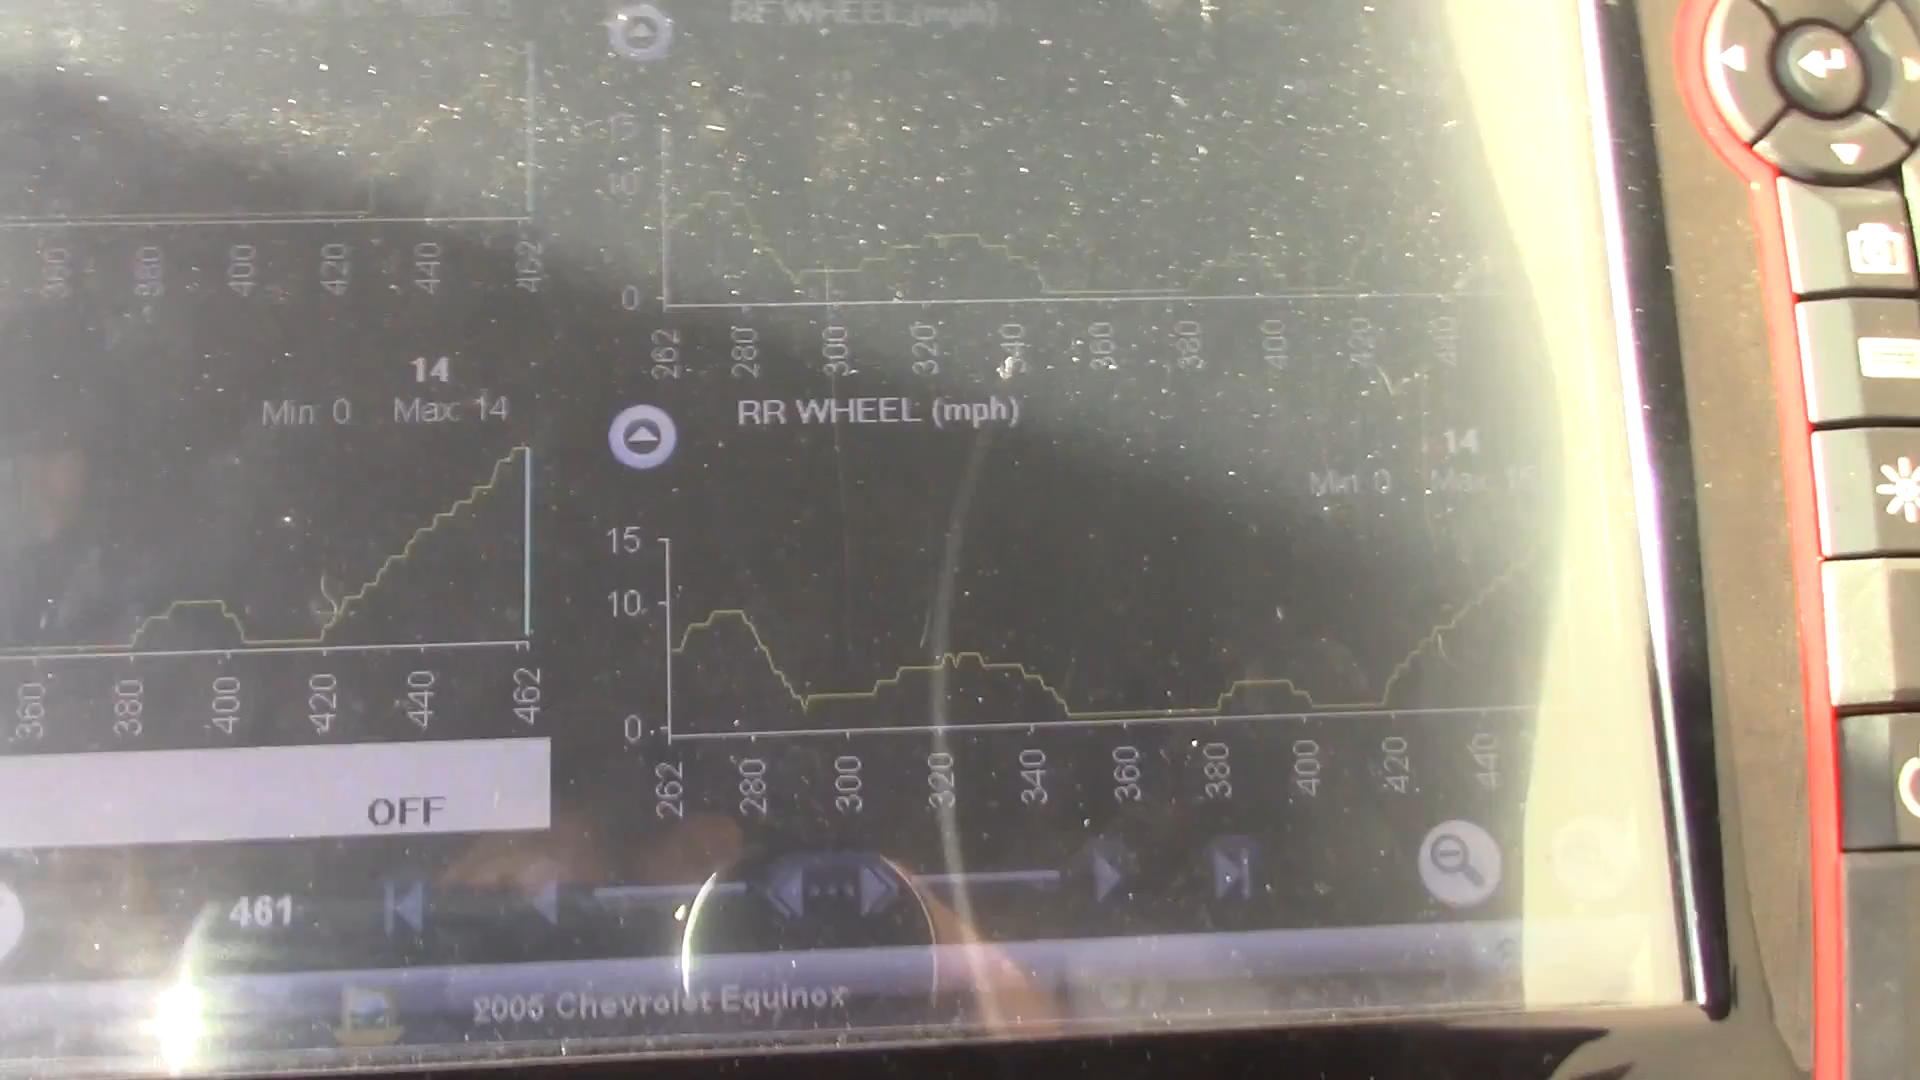 RF WHEEL (mph)
15
10
0
360 380 400 420 440 462
262 280 300 320 340 360 380 400 420 440
14
Min: 0 Max: 14
RR WHEEL (mph)
14
Min: 0 Max: 15
15
10
0
360 380 400 420 440 462
262 280 300 320 340 360 380 400 420 440
OFF
461
2005 Chevrolet Equinox